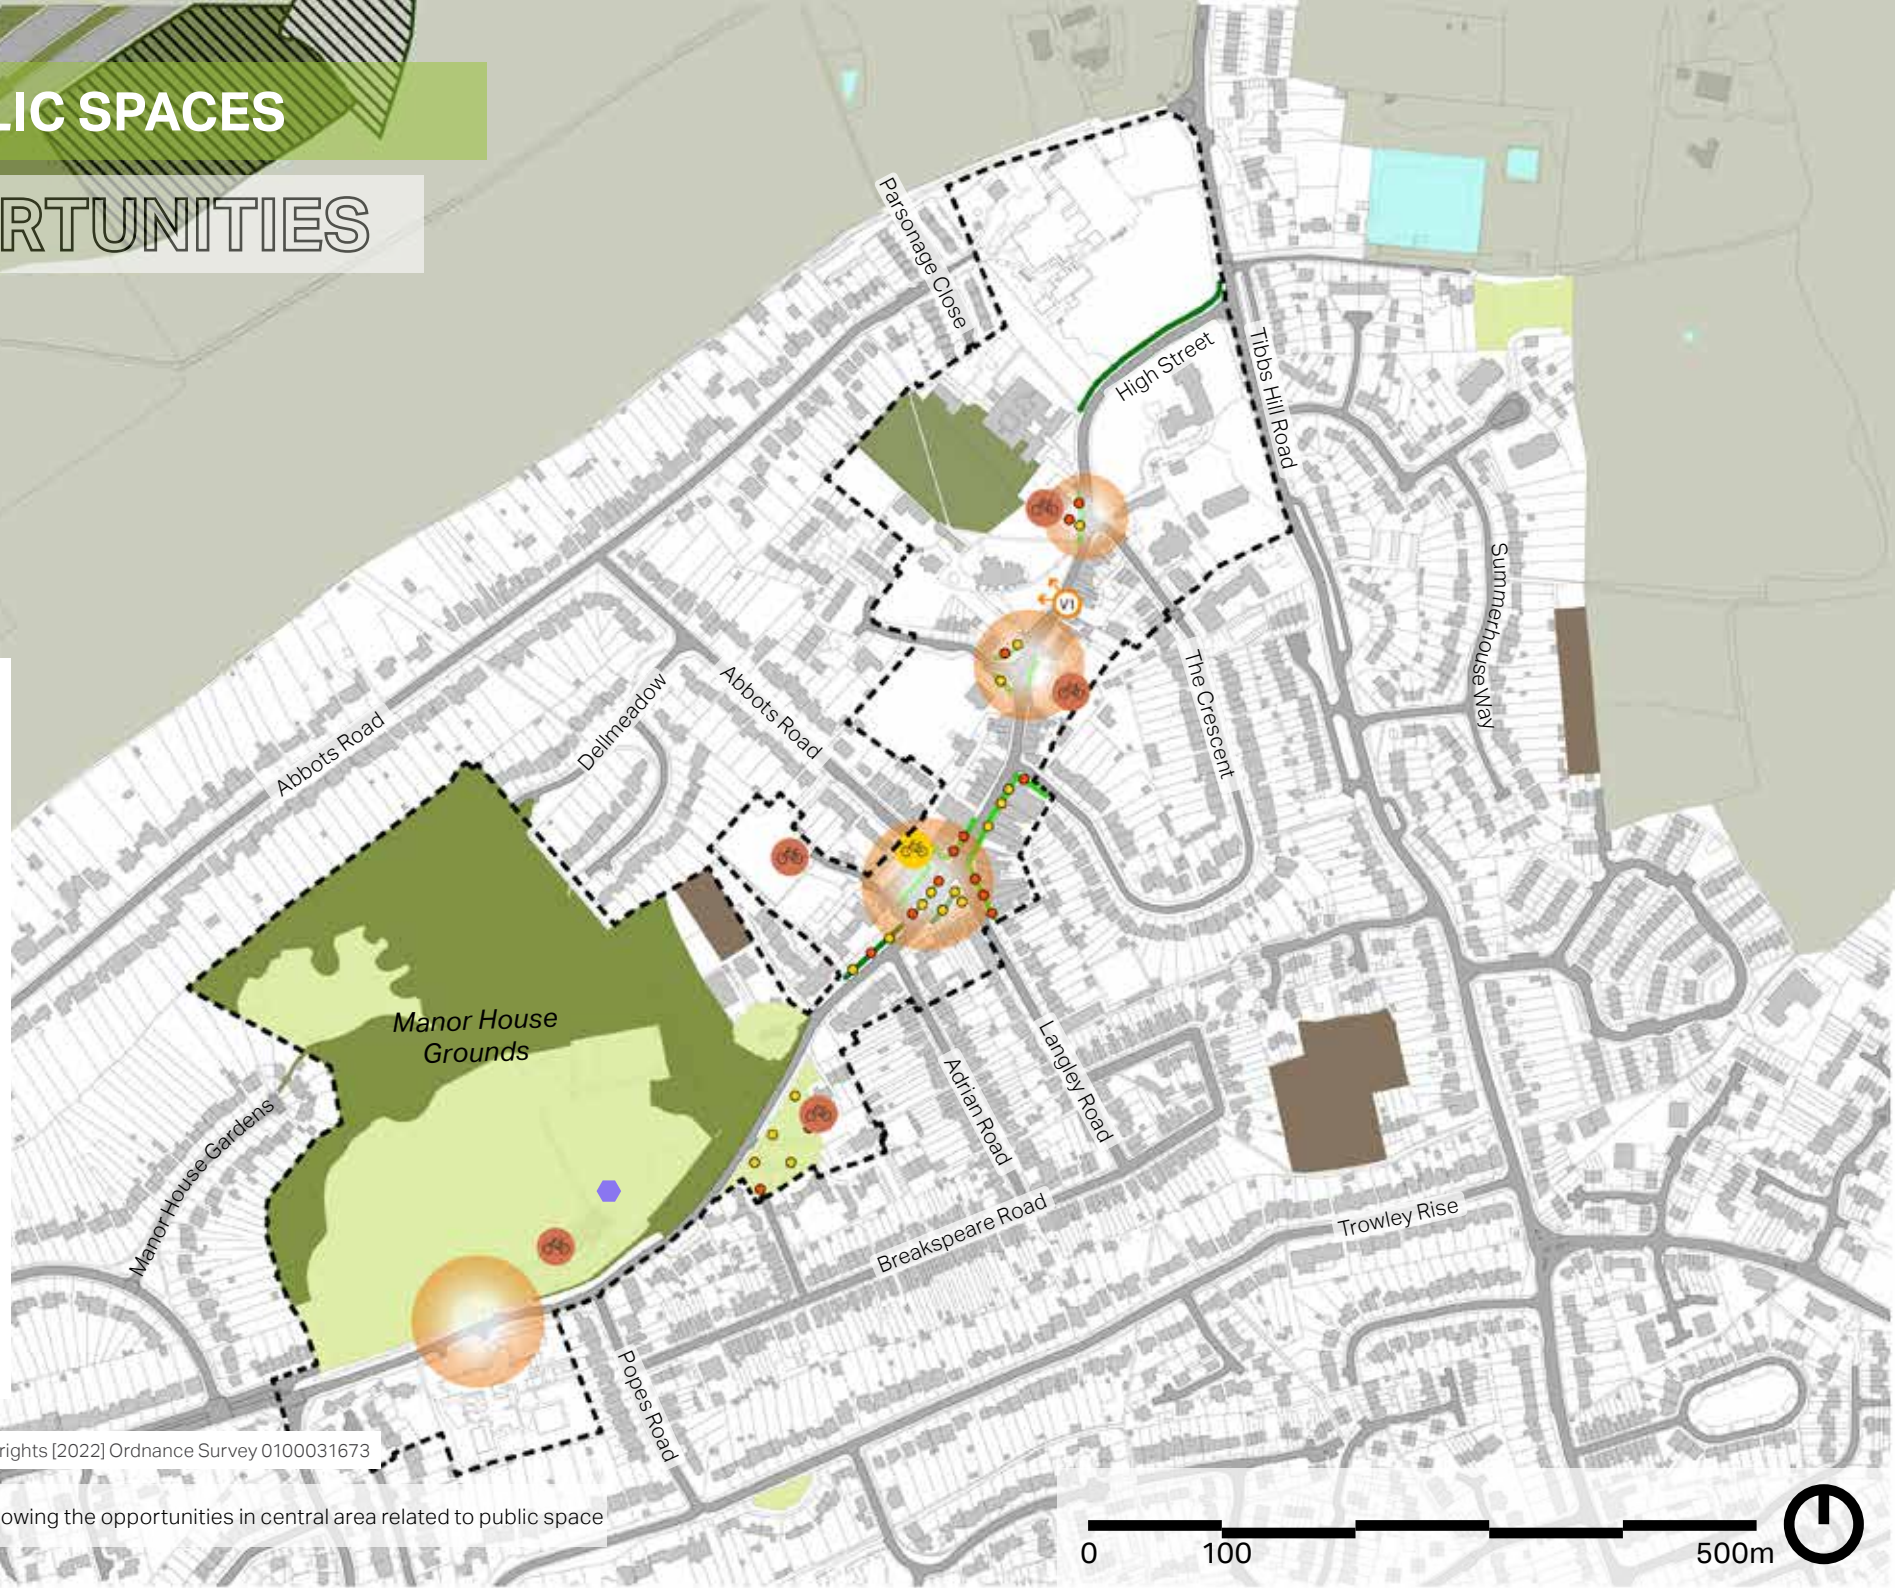 LIC SPACES
RTUNITIES
Parsonage Close
High Street
Tibbs Hill Road
Summerhouse Way
V1
The Crescent
Abbots Road
Dellmeadow
Abbots Road
Manor House
Grounds
Manor House Gardens
Adrian Road
Langley Road
Breakspeare Road
Trowley Rise
Popes Road
rights [2022] Ordnance Survey 0100031673
owing the opportunities in central area related to public space
0 100 500m